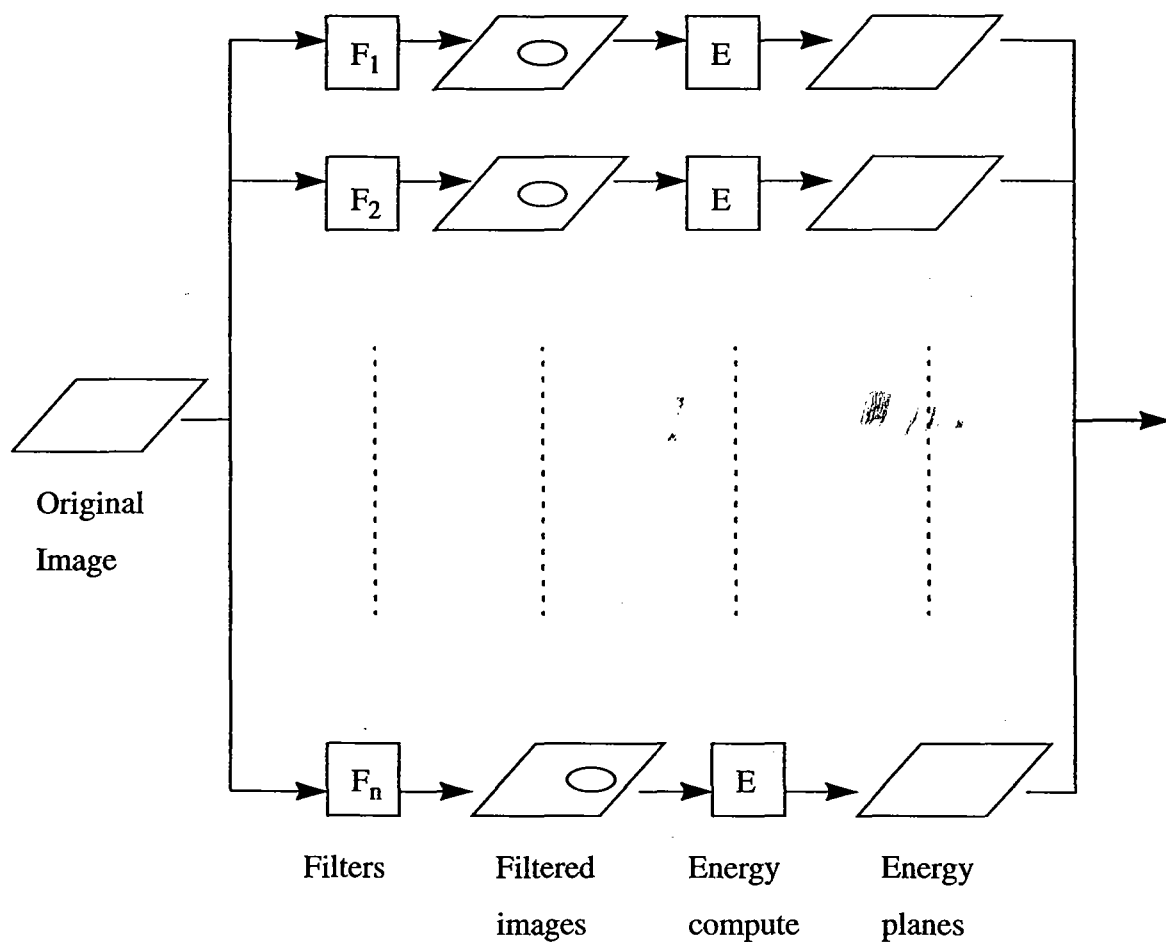 F1
E
F2
E
Original
Image
Fn
E
Filters
Filtered
images
Energy
compute
Energy
planes